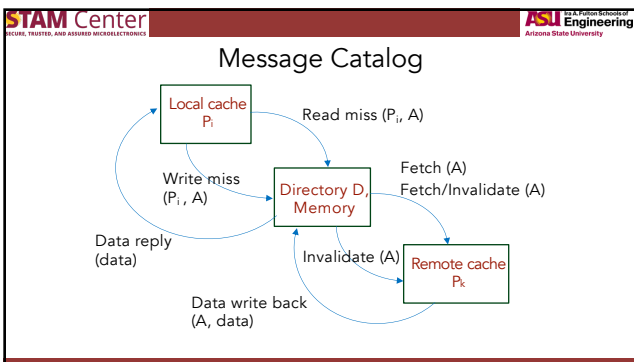 STAM Center
SECURE, TRUSTED, AND ASSURED MICROELECTRONICS
ASU Ira A. Fulton Schools of
Engineering
Arizona State University
Message Catalog
Local cache
Pi
Read miss (Pi, A)
Write miss
(Pi , A)
Directory D,
Memory
Fetch (A)
Fetch/Invalidate (A)
Data reply
(data)
Invalidate (A)
Remote cache
Pk
Data write back
(A, data)